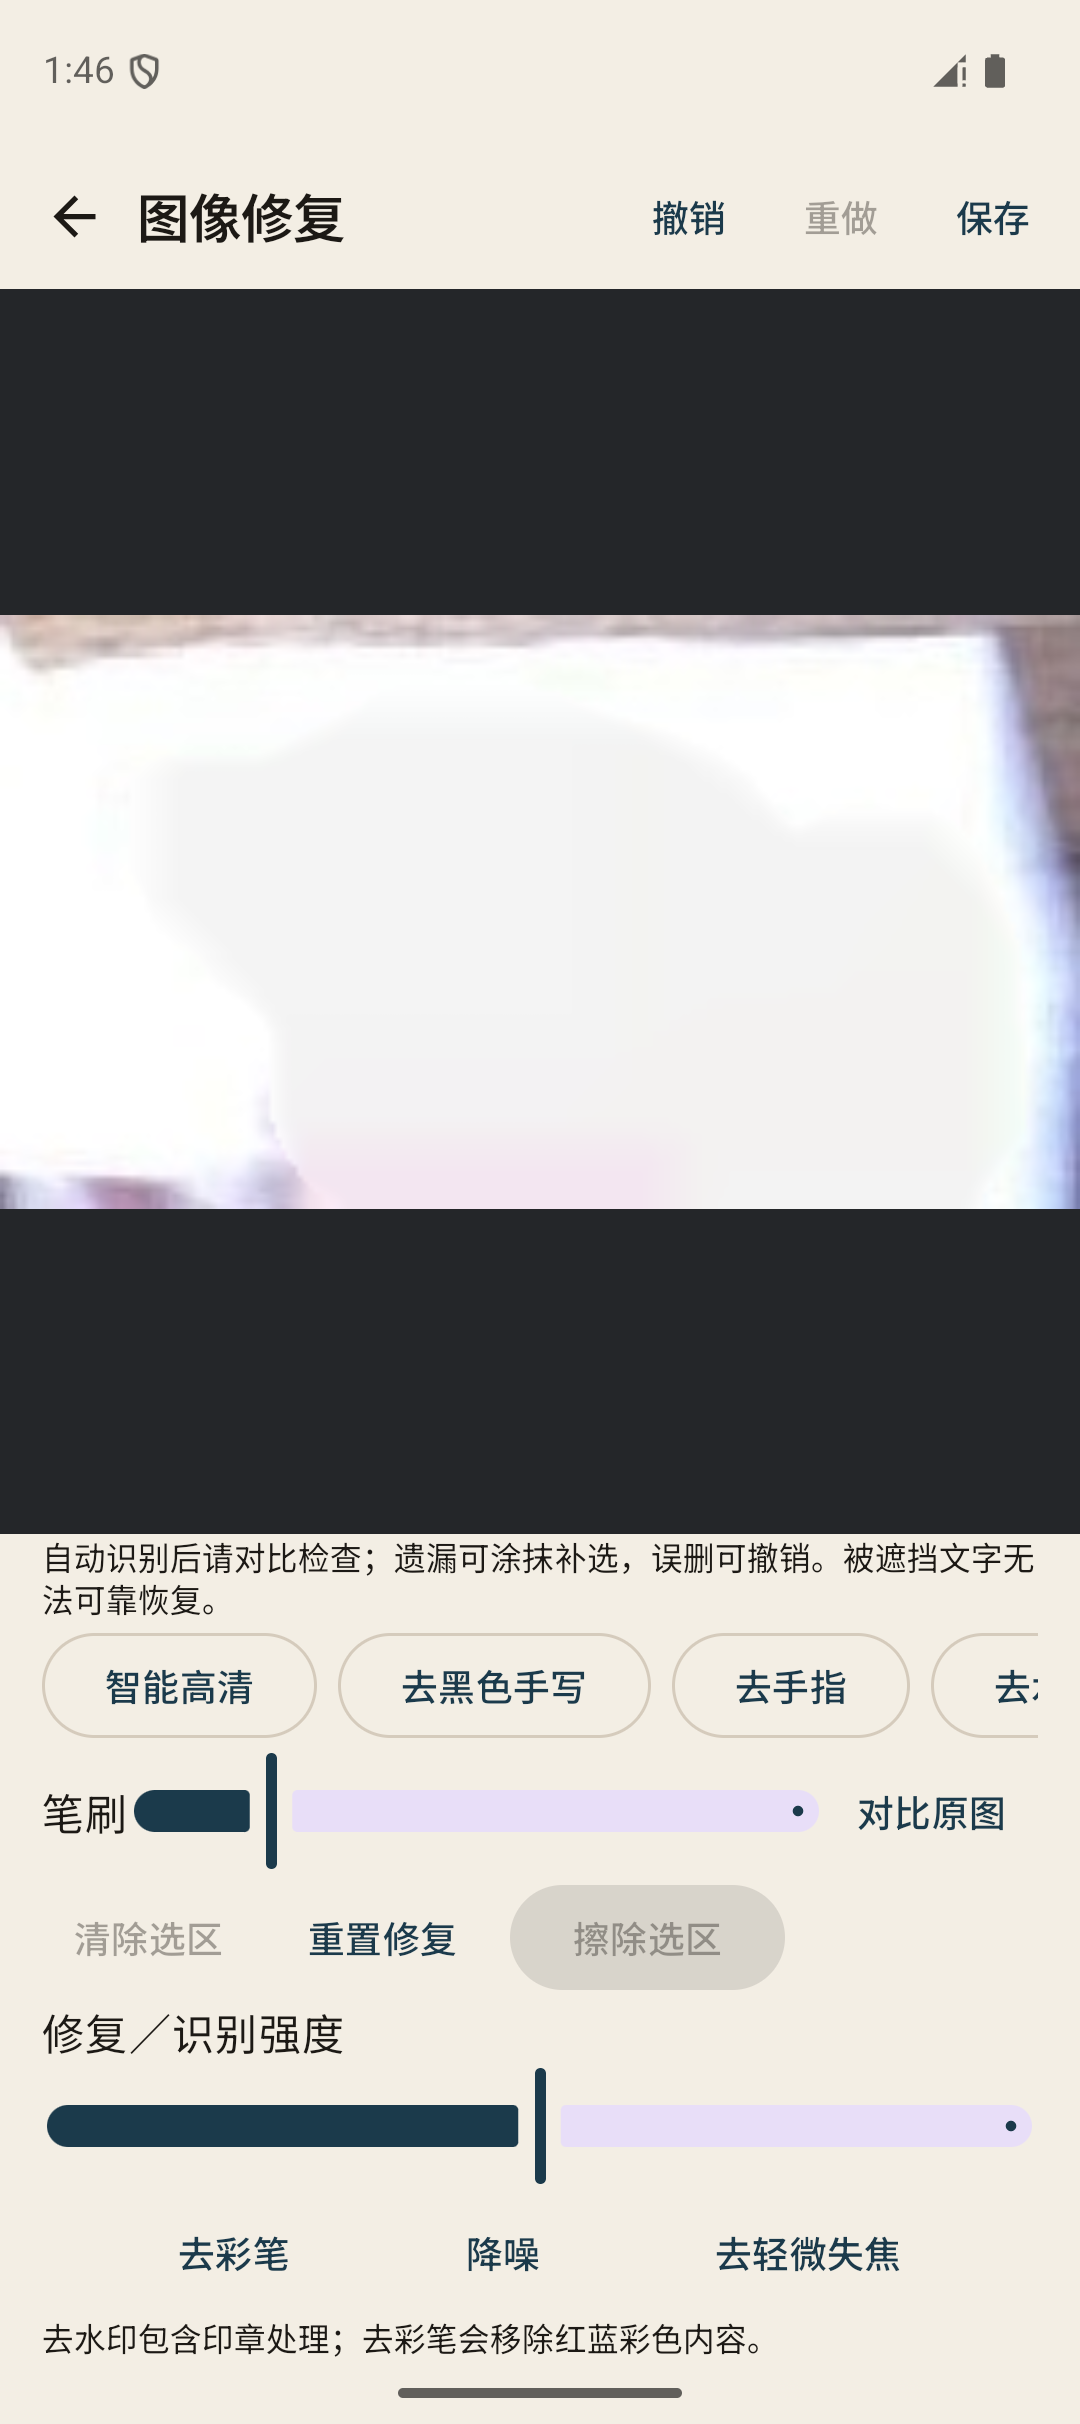 1:46
图像修复
撤销 重做 保存
自动识别后请对比检查；遗漏可涂抹补选，误删可撤销。被遮挡文字无
法可靠恢复。
智能高清 去黑色手写 去手指
笔刷 对比原图
清除选区 重置修复 擦除选区
修复／识别强度
去彩笔 降噪 去轻微失焦
去水印包含印章处理；去彩笔会移除红蓝彩色内容。